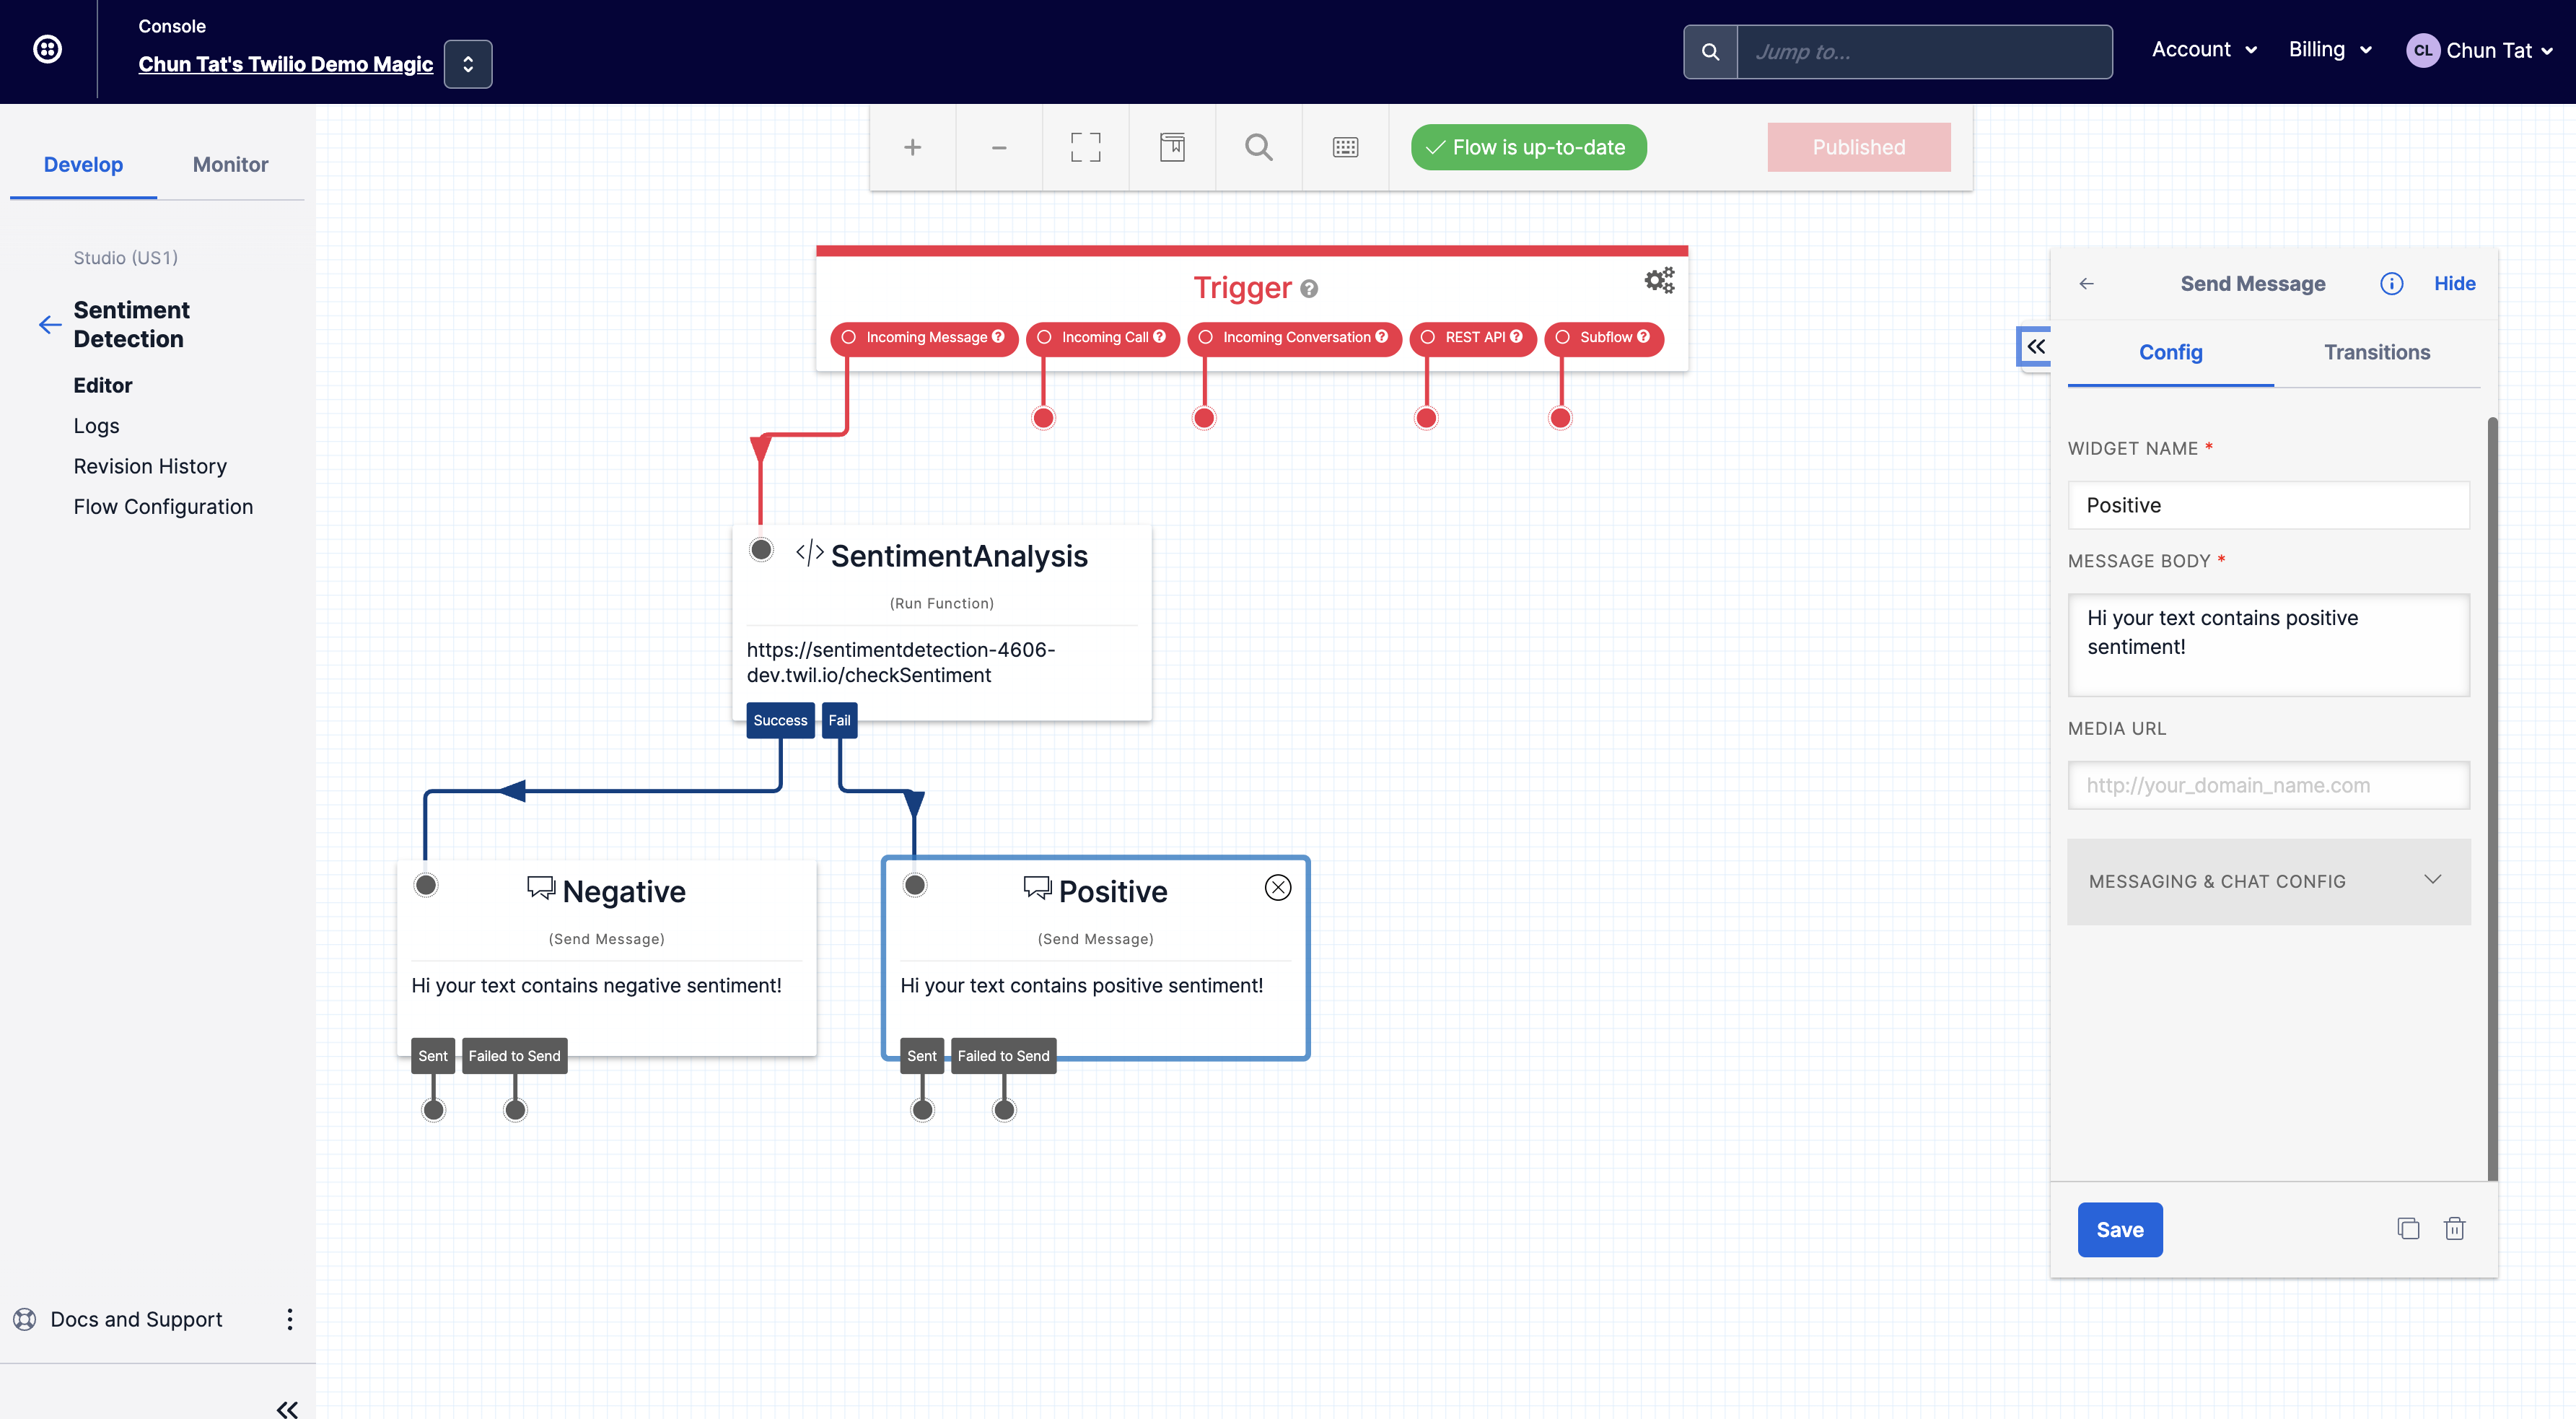 Console
Chun Tat's Twilio Demo Magic
Jump to...
Account
Billing
CL Chun Tat
Develop
Monitor
Studio (US1)
Sentiment
Detection
Editor
Logs
Revision History
Flow Configuration
Docs and Support
Flow is up-to-date
Published
Trigger
Incoming Message
Incoming Call
Incoming Conversation
REST API
Subflow
</> SentimentAnalysis
(Run Function)
https://sentimentdetection-4606-
dev.twil.io/checkSentiment
Success
Fail
Negative
(Send Message)
Hi your text contains negative sentiment!
Sent
Failed to Send
Positive
(Send Message)
Hi your text contains positive sentiment!
Sent
Failed to Send
Send Message
Hide
Config
Transitions
WIDGET NAME *
Positive
MESSAGE BODY *
Hi your text contains positive
sentiment!
MEDIA URL
http://your_domain_name.com
MESSAGING & CHAT CONFIG
Save